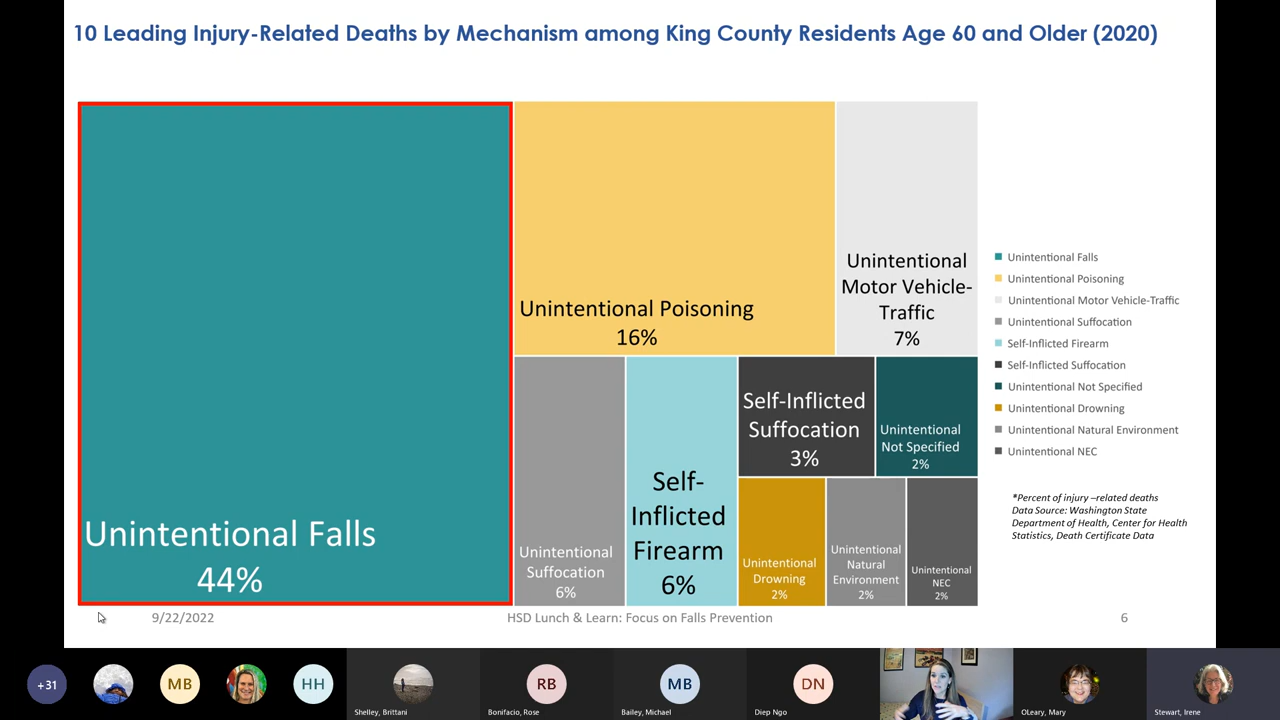 10 Leading Injury-Related Deaths by Mechanism among King County Residents Age 60 and Older (2020)
Unintentional Falls
44%
Unintentional Poisoning
16%
Unintentional
Motor Vehicle-
Traffic
7%
Unintentional
Suffocation
6%
Self-
Inflicted
Firearm
6%
Self-Inflicted
Suffocation
3%
Unintentional
Not Specified
2%
Unintentional
Drowning
2%
Unintentional
Natural
Environment
2%
Unintentional
NEC
2%
Unintentional Falls
Unintentional Poisoning
Unintentional Motor Vehicle-Traffic
Unintentional Suffocation
Self-Inflicted Firearm
Self-Inflicted Suffocation
Unintentional Not Specified
Unintentional Drowning
Unintentional Natural Environment
Unintentional NEC
*Percent of injury –related deaths
Data Source: Washington State
Department of Health, Center for Health
Statistics, Death Certificate Data
9/22/2022
HSD Lunch & Learn: Focus on Falls Prevention
6
+31
MB
HH
Shelley, Brittani
RB
Bonifacio, Rose
MB
Bailey, Michael
DN
Diep Ngo
OLeary, Mary
Stewart, Irene